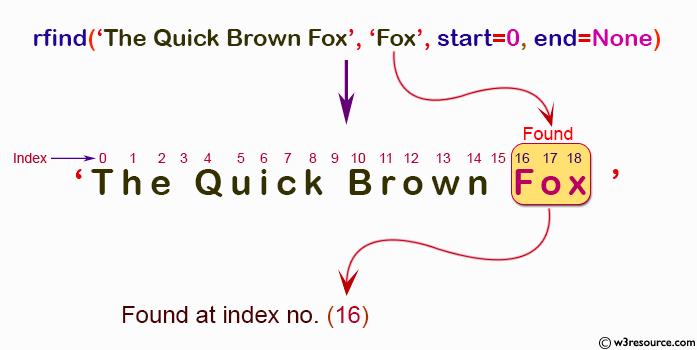 rfind(‘The Quick Brown Fox’, ‘Fox’, start=0, end=None)
Found
Index 0 1 2 3 4 5 6 7 8 9 10 11 12 13 14 15 16 17 18
‘The Quick Brown Fox ’
Found at index no. (16)
© w3resource.com